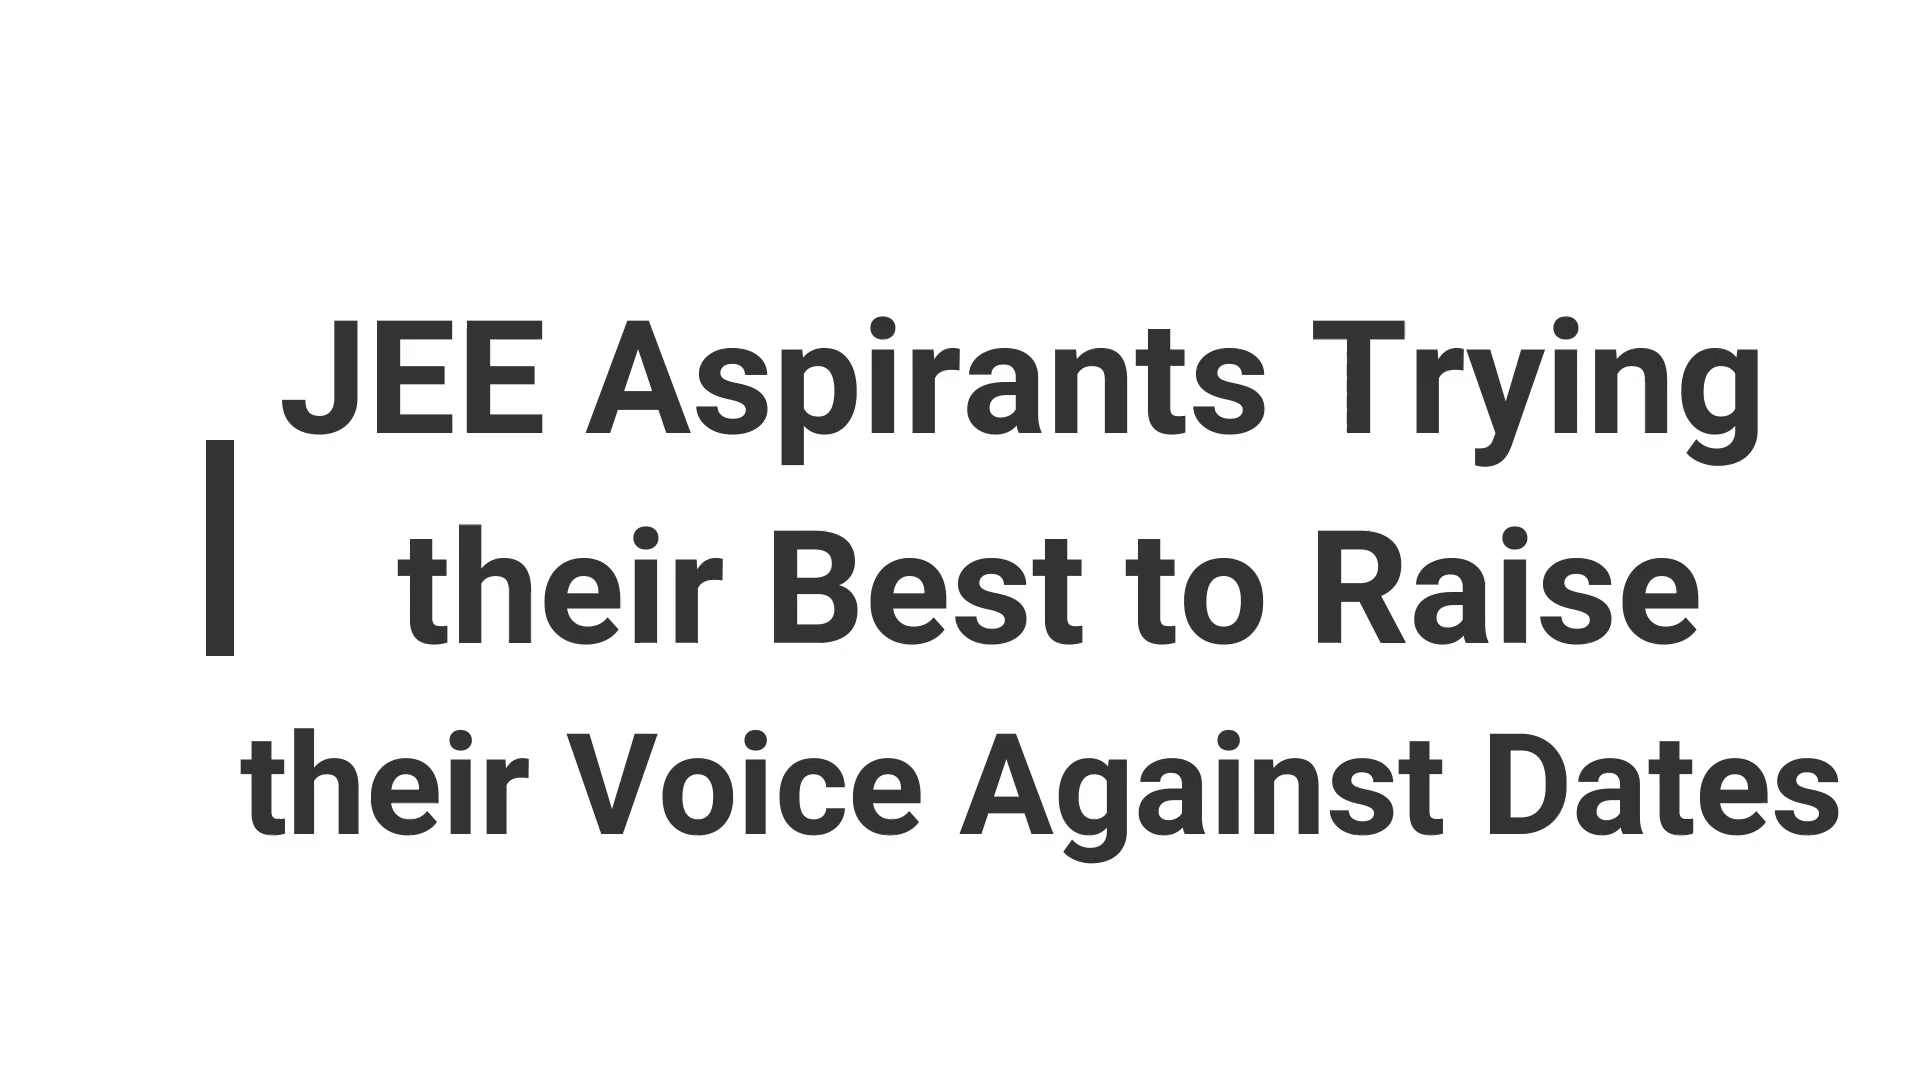 JEE Aspirants Trying
their Best to Raise
their Voice Against Dates